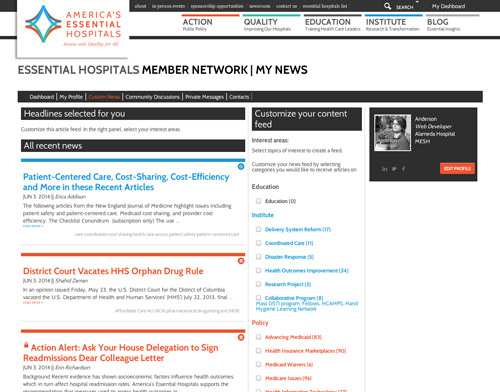 about in-person events sponsorship opportunities newsroom contact us essential hospitals list
SEARCH
My Dashboard
AMERICA'S
ESSENTIAL
HOSPITALS
Access and Quality for All
ACTION
Public Policy
QUALITY
Improving Our Hospitals
EDUCATION
Training Health Care Leaders
INSTITUTE
Research & Transformation
BLOG
Essential Insights
ESSENTIAL HOSPITALS MEMBER NETWORK | MY NEWS
Dashboard | My Profile | Custom News | Community Discussions | Private Messages | Contacts |
Headlines selected for you
Customize this article feed. In the right panel, select your interest areas.
All recent news
Patient-Centered Care, Cost-Sharing, Cost-Efficiency
and More in these Recent Articles
JUN 3, 2014 || Erica Addison
The following articles from the New England Journal of Medicine highlight issues including
patient safety and patient-centered care, Medicaid cost sharing, and provider cost
efficiency: The Checklist Conundrum (subscription only) The use ...
care coordination cost sharing health care access patient safety patient-centered care
District Court Vacates HHS Orphan Drug Rule
JUN 3, 2014 || Shahid Zaman
In an opinion issued Friday, May 23, the U.S. District Court for the District of Columbia
vacated the U.S. Department of Health and Human Services' (HHS') July 22, 2013, final ...
Affordable Care Act (ACA) pharmaceutical drug pricing and 340B
Action Alert: Ask Your House Delegation to Sign
Readmissions Dear Colleague Letter
JUN 3, 2014 || Erin Richardson
Background Recent evidence has shown socioeconomic factors influence health outcomes,
which in turn affect hospital readmission rates. America's Essential Hospitals supports the
Customize your content
feed
Interest areas:
Select topics of interest to create a feed.
Customize your news feed by selecting
categories you would like to receive articles on
Education
Education (0)
Institute
Delivery System Reform (17)
Coordinated Care (11)
Disaster Response (5)
Health Outcomes Improvement (34)
Research Project (3)
Collaborative Program (8)
Mass DSTI program, Fellows, HCAHPS, Hand
Hygiene Learning Network
Policy
Advancing Medicaid (83)
Health Insurance Marketplaces (90)
Medicaid Waivers (6)
Medicare Issues (96)
Anderson
Web Developer
Alameda Hospital
MESH
EDIT PROFILE